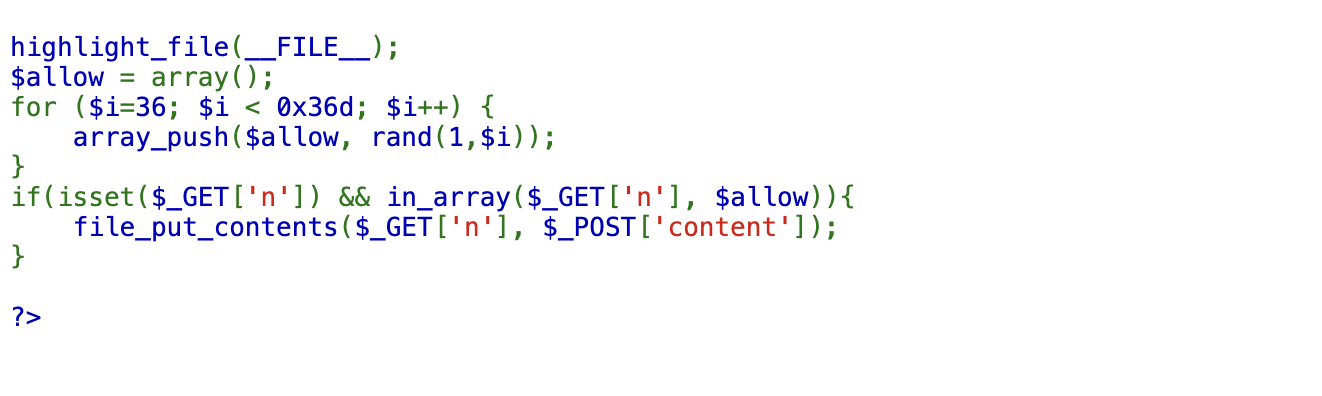 highlight_file(__FILE__);
$allow = array();
for ($i=36; $i < 0x36d; $i++) {
    array_push($allow, rand(1,$i));
}
if(isset($_GET['n']) && in_array($_GET['n'], $allow)){
    file_put_contents($_GET['n'], $_POST['content']);
}
?>